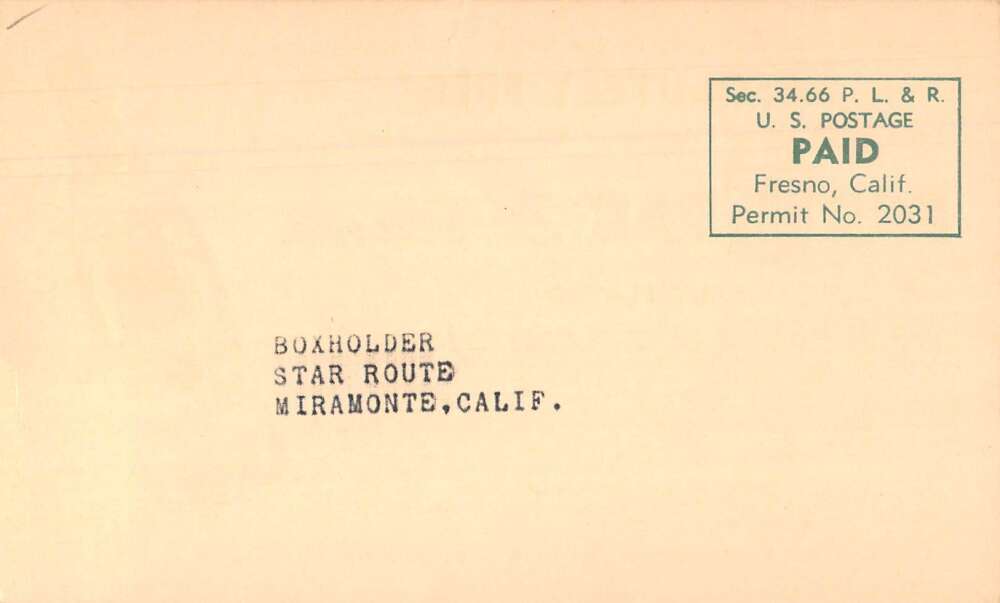 Sec. 34.66 P. L. & R.
U. S. POSTAGE
PAID
Fresno, Calif.
Permit No. 2031
BOXHOLDER
STAR ROUTE
MIRAMONTE,CALIF.